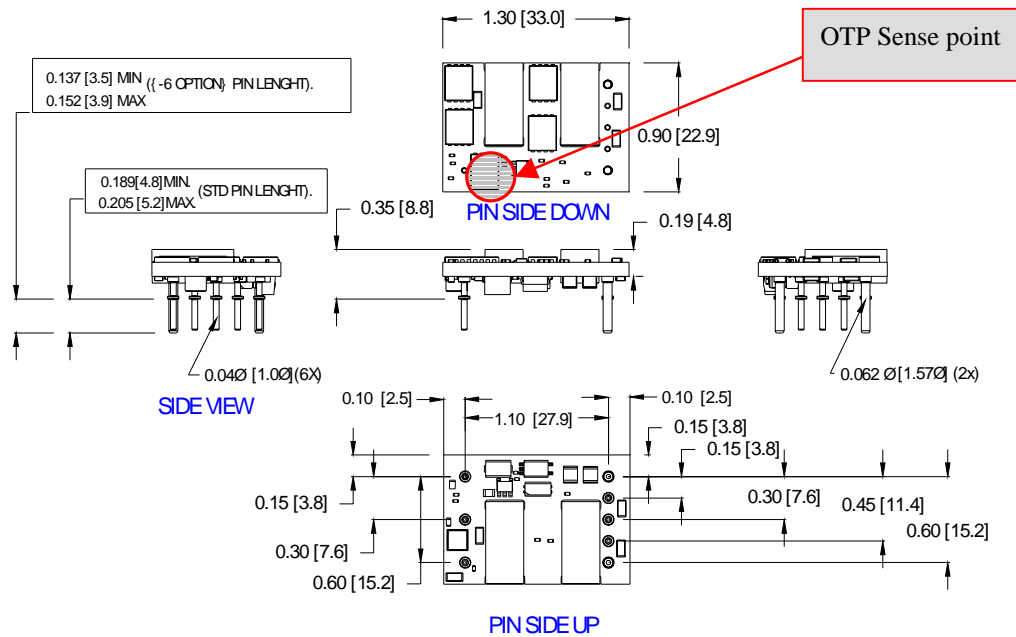 1.30 [33.0]
OTP Sense point
0.137 [3.5] MIN
({ -6 OPTION} PIN LENGHT).
0.152 [3.9] MAX
0.90 [22.9]
0.189[4.8]MIN.
(STD PIN LENGHT).
0.205 [5.2]MAX
0.35 [8.8]
PIN SIDE DOWN
0.19 [4.8]
0.04Ø [1.0Ø](6X)
0.062 Ø[1.57Ø] (2x)
SIDE VIEW
0.10 [2.5]
1.10 [27.9]
0.10 [2.5]
0.15 [3.8]
0.15 [3.8]
0.15 [3.8]
0.30 [7.6]
0.45 [11.4]
0.60 [15.2]
0.30 [7.6]
0.60 [15.2]
PIN SIDE UP